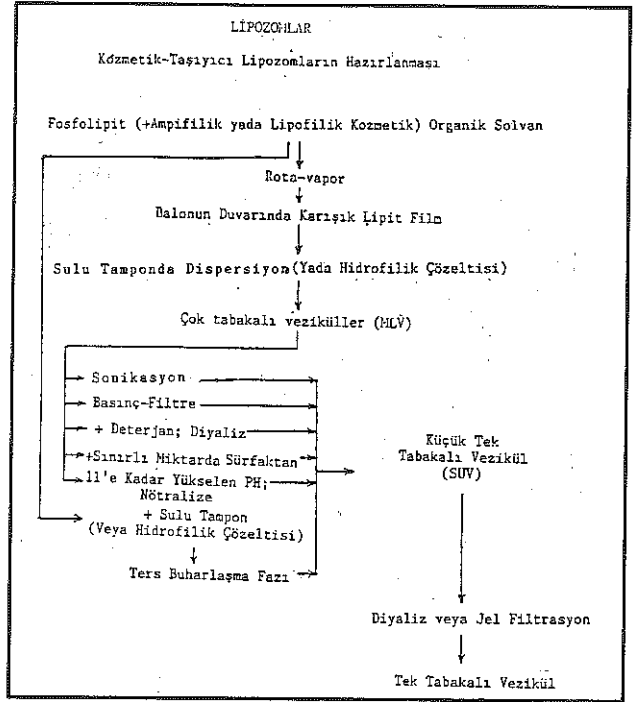 LİPOZOMLAR
Kozmetik-Taşıyıcı Lipozomların Hazırlanması
Fosfolipit (+Ampifilik yada Lipofilik Kozmetik) Organik Solvan
Rota-vapor
Balonun Duvarında Karışık Lipit Film
Sulu Tamponda Dispersiyon(Yada Hidrofilik Çözeltisi)
Çok tabakalı veziküller (MLV)
Sonikasyon
Basınç-Filtre
+ Deterjan; Diyaliz
+Sınırlı Miktarda Sürfaktan
11'e Kadar Yükselen PH;
Nötralize
+ Sulu Tampon
(Veya Hidrofilik Çözeltisi)
Ters Buharlaşma Fazı
Küçük Tek
Tabakalı Vezikül
(SUV)
Diyaliz veya Jel Filtrasyon
Tek Tabakalı Vezikül